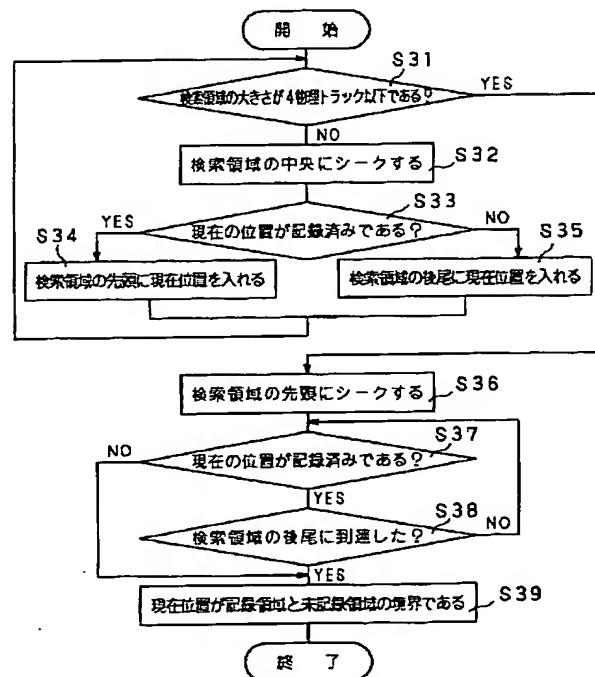 開 始
S31
検索領域の大きさが4物理トラック以下である?
YES
NO
検索領域の中央にシークする
S32
S33
現在の位置が記録済みである?
YES
NO
S34
S35
検索領域の先頭に現在位置を入れる
検索領域の後尾に現在位置を入れる
検索領域の先頭にシークする
S36
S37
NO
現在の位置が記録済みである?
YES
S38
検索領域の後尾に到達した?
NO
YES
現在位置が記録領域と未記録領域の境界である
S39
終 了